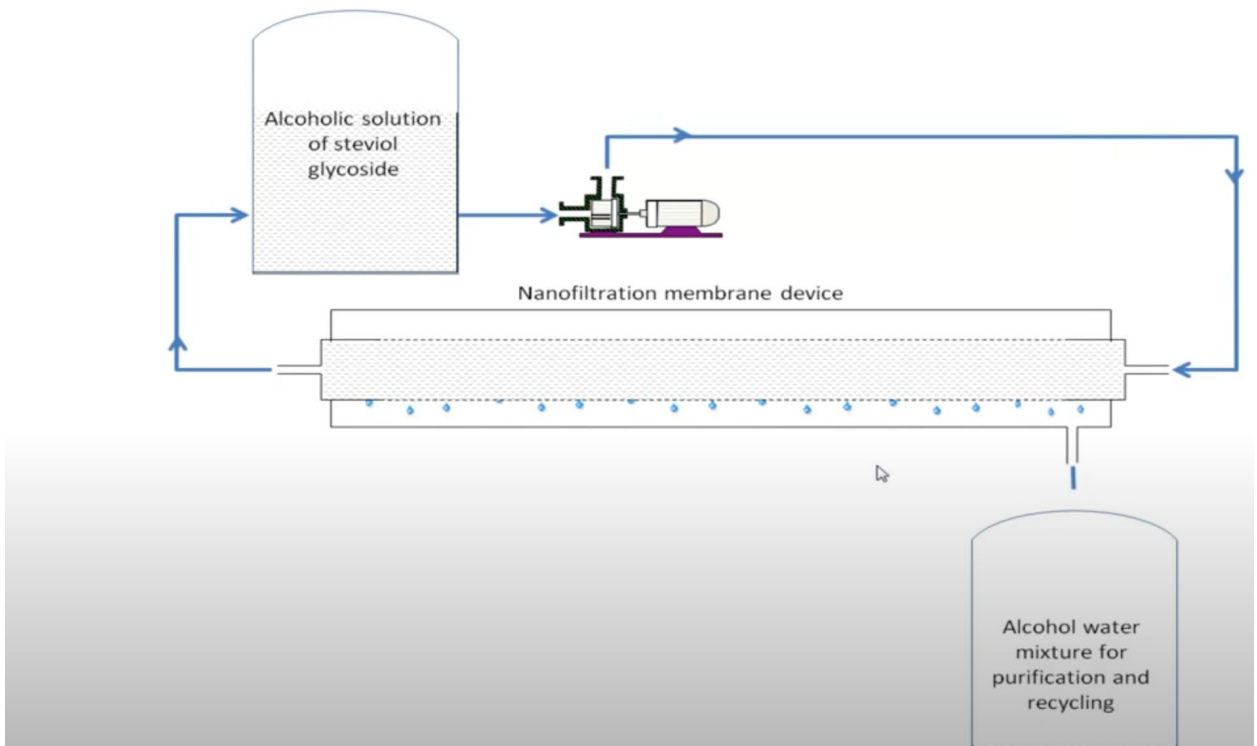 Alcoholic solution
of steviol
glycoside
Nanofiltration membrane device
Alcohol water
mixture for
purification and
recycling